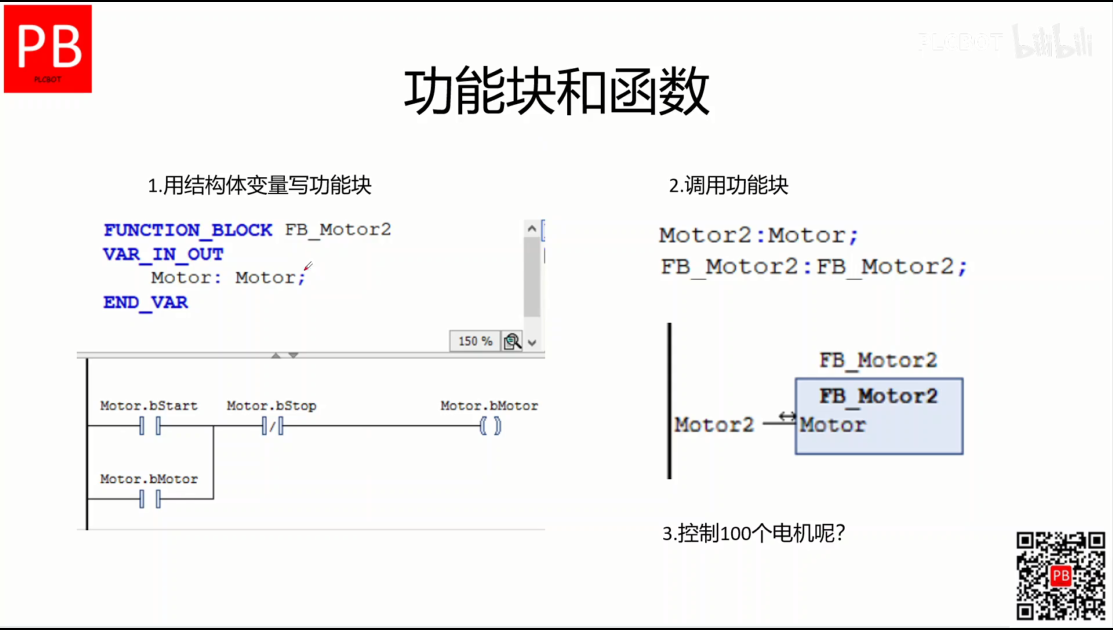 PB
PLCBOT
PLCBOT bilibili
功能块和函数
1.用结构体变量写功能块
FUNCTION_BLOCK FB_Motor2
VAR_IN_OUT
Motor: Motor;
END_VAR
150 %
Motor.bStart Motor.bStop Motor.bMotor
Motor.bMotor
2.调用功能块
Motor2:Motor;
FB_Motor2:FB_Motor2;
FB_Motor2
FB_Motor2
Motor2 Motor
3.控制100个电机呢?
PB